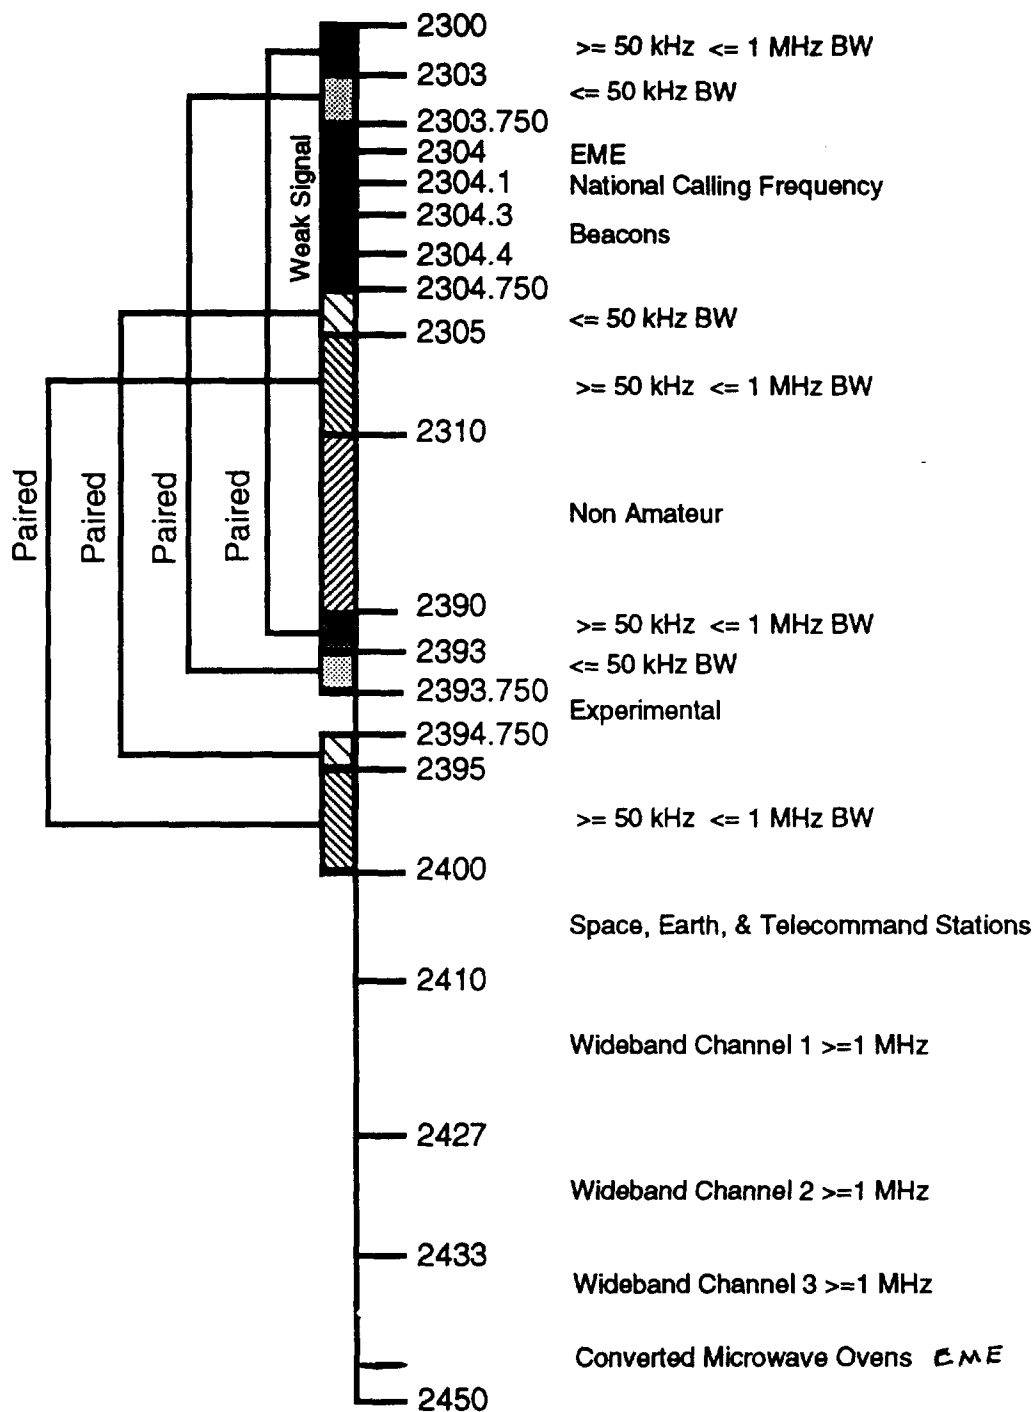 2300
>= 50 kHz <= 1 MHz BW
2303
<= 50 kHz BW
2303.750
2304
EME
2304.1
National Calling Frequency
2304.3
Beacons
2304.4
2304.750
Weak Signal
<= 50 kHz BW
2305
>= 50 kHz <= 1 MHz BW
2310
Paired
Paired
Paired
Paired
Non Amateur
2390
>= 50 kHz <= 1 MHz BW
2393
<= 50 kHz BW
2393.750
Experimental
2394.750
2395
>= 50 kHz <= 1 MHz BW
2400
Space, Earth, & Telecommand Stations
2410
Wideband Channel 1 >=1 MHz
2427
Wideband Channel 2 >=1 MHz
2433
Wideband Channel 3 >=1 MHz
Converted Microwave Ovens EME
2450